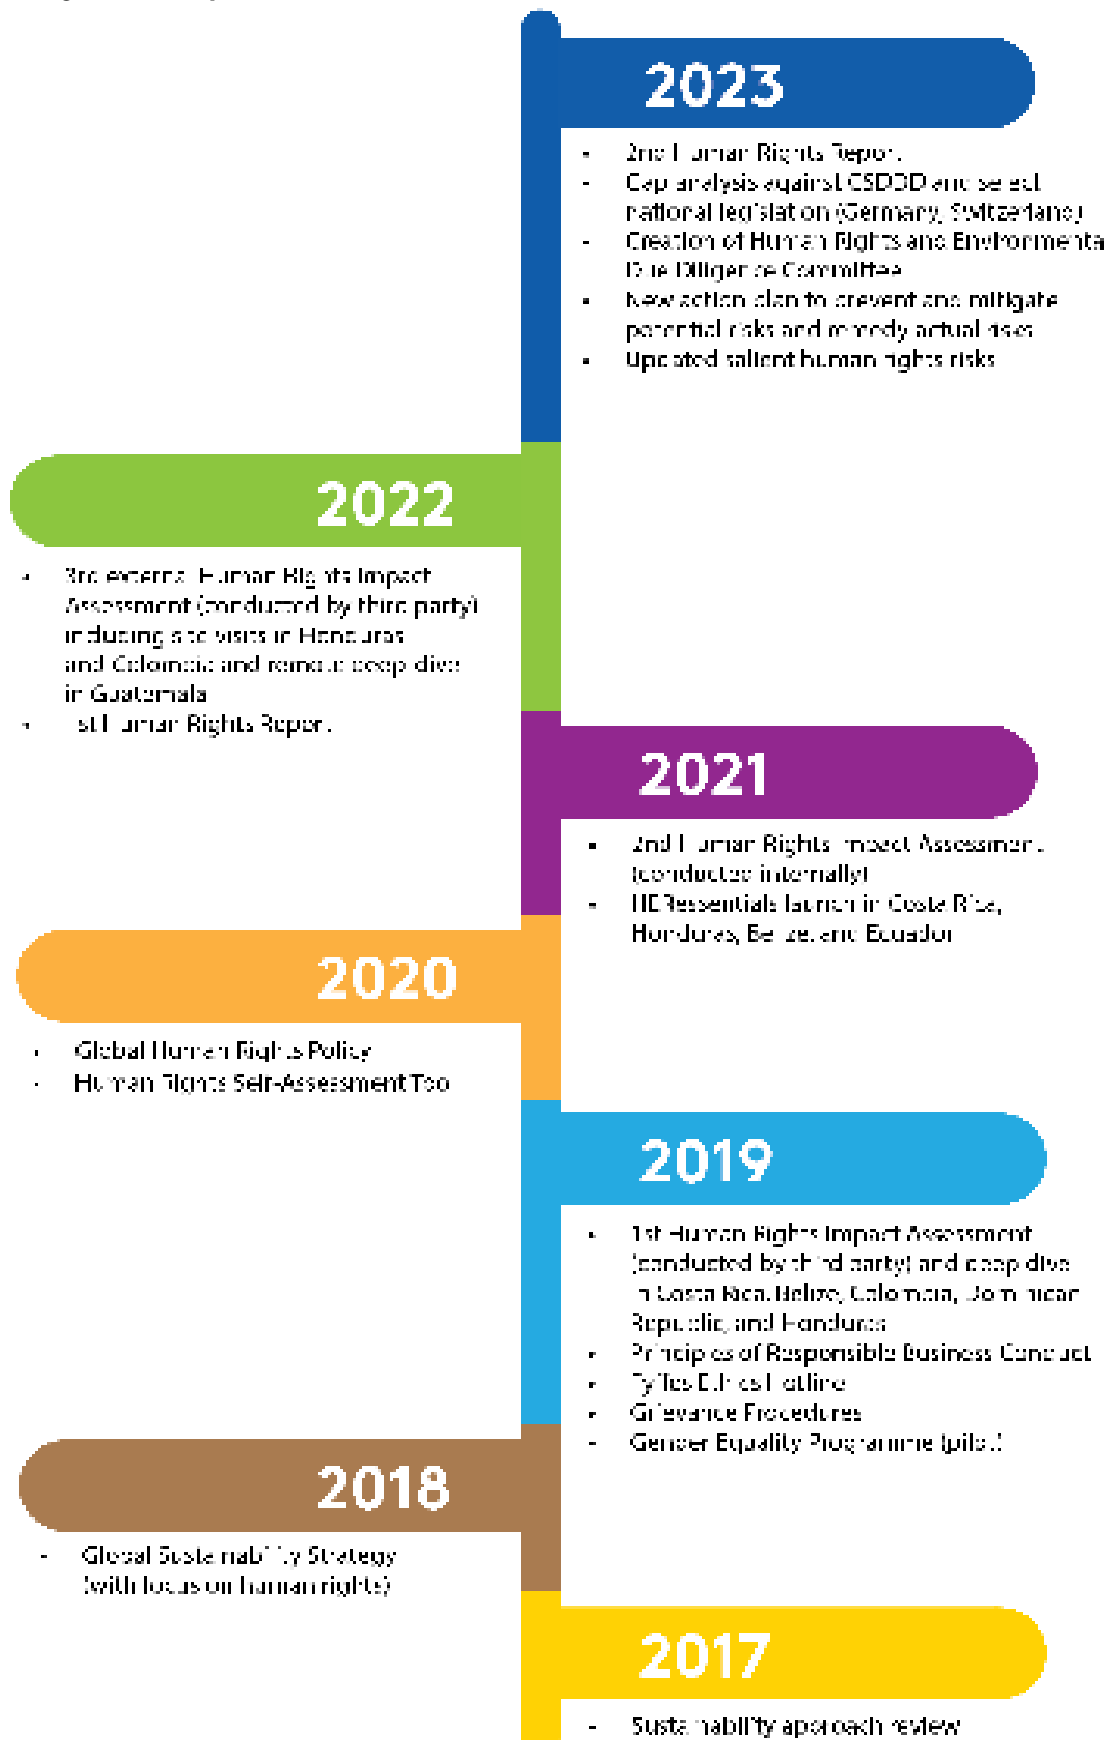 2023
- 2nd Human Rights Report
- Gap analysis against CSDDD and select
national legislation (Germany, Switzerland)
- Creation of Human Rights and Environmenta
Due Diligence Committee
- New action plan to prevent and mitigate
potential risks and remedy actual risks
- Updated salient human rights risks
2022
- 3rd external Human Rights Impact
Assessment (conducted by third party)
including site visits in Honduras
and Colombia and remote deep dive
in Guatemala
- 1st Human Rights Report
2021
- 2nd Human Rights Impact Assessment
(conducted internally)
- HERessentials launch in Costa Rica,
Honduras, Belize, and Ecuador
2020
- Global Human Rights Policy
- Human Rights Self-Assessment Tool
2019
- 1st Human Rights Impact Assessment
(conducted by third party) and deep dive
in Costa Rica, Belize, Colombia, Dominican
Republic, and Honduras
- Principles of Responsible Business Conduct
- Fyffes Ethics Hotline
- Grievance Procedures
- Gender Equality Programme (pilot)
2018
- Global Sustainability Strategy
(with focus on human rights)
2017
- Sustainability approach review